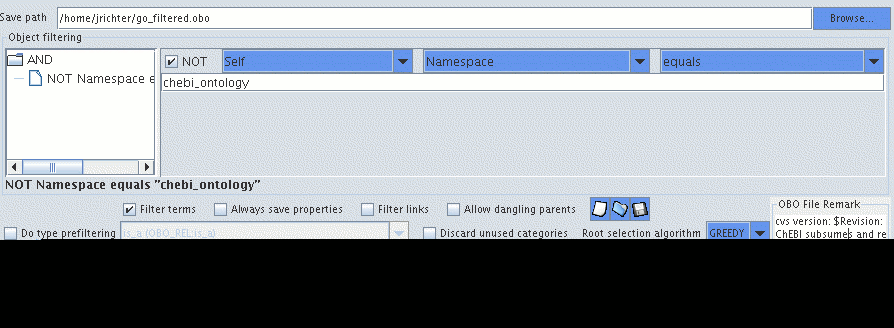 Save path /home/jrichter/go_filtered.obo Browse...
Object filtering
AND
NOT Namespace e
NOT Self Namespace equals
chebi_ontology
NOT Namespace equals "chebi_ontology"
Filter terms Always save properties Filter links Allow dangling parents
OBO File Remark
cvs version: $Revision:
ChEBI subsumes and re
Do type prefiltering is_a (OBO_REL:is_a) Discard unused categories Root selection algorithm GREEDY